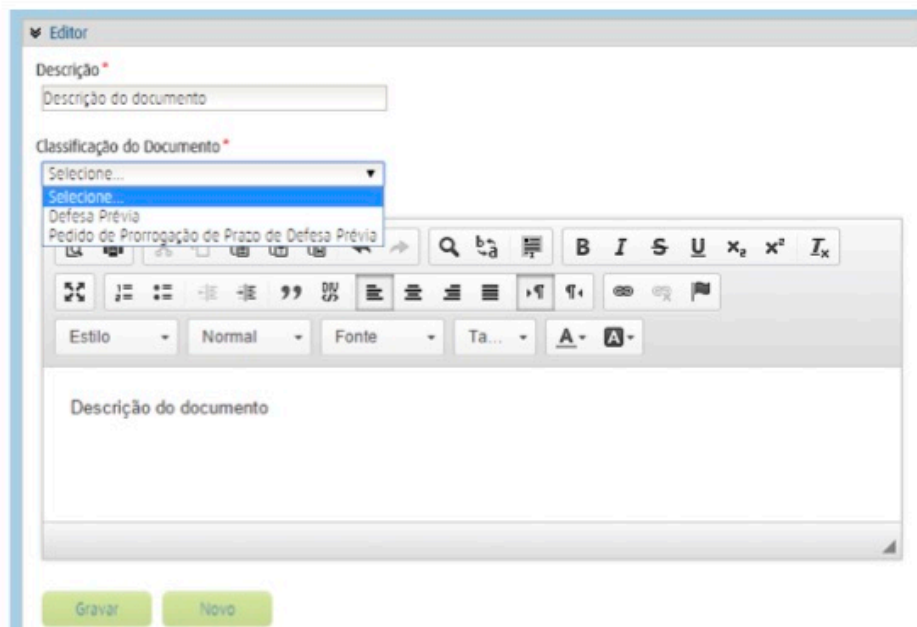 Editor
Descrição *
Descrição do documento
Classificação do Documento *
Selecione...
Selecione...
Defesa Prévia
Pedido de Prorrogação de Prazo de Defesa Prévia
B I S U x₂ x² Tx
Estilo Normal Fonte Ta... A A
Descrição do documento
Gravar Novo